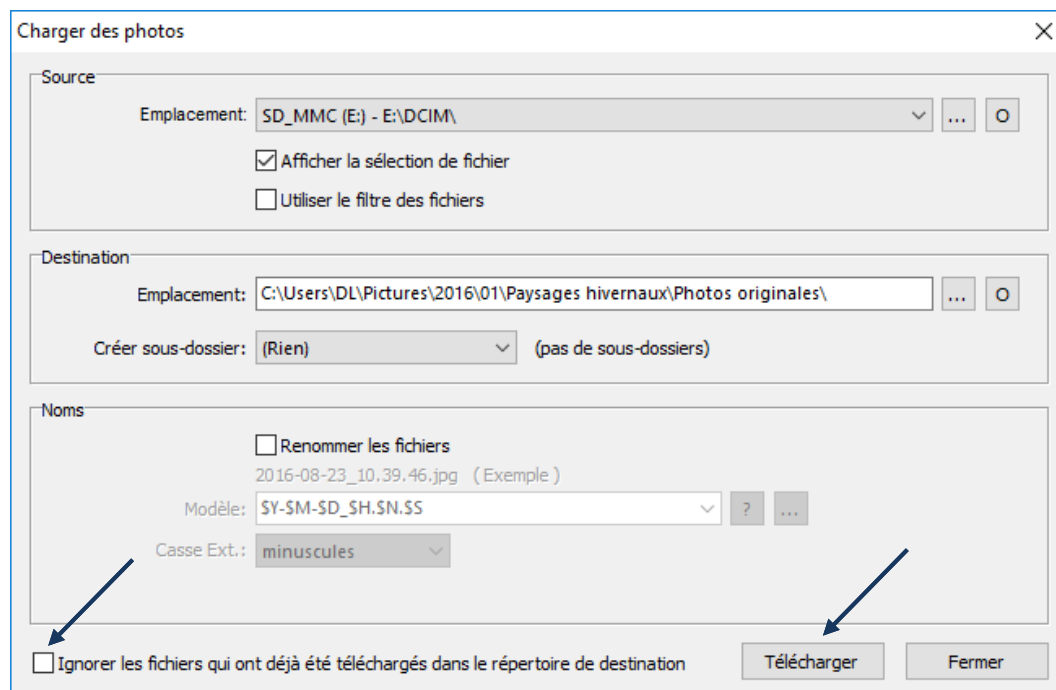 Charger des photos
Source
Emplacement: SD_MMC (E:) - E:\DCIM\ ... O
Afficher la sélection de fichier
Utiliser le filtre des fichiers
Destination
Emplacement: C:\Users\DL\Pictures\2016\01\Paysages hivernaux\Photos originales\ ... O
Créer sous-dossier: (Rien) (pas de sous-dossiers)
Noms
Renommer les fichiers
2016-08-23_10.39.46.jpg ( Exemple )
Modèle: $Y-$M-$D_$H.$N.$S ? ...
Casse Ext.: minuscules
Ignorer les fichiers qui ont déjà été téléchargés dans le répertoire de destination Télécharger Fermer